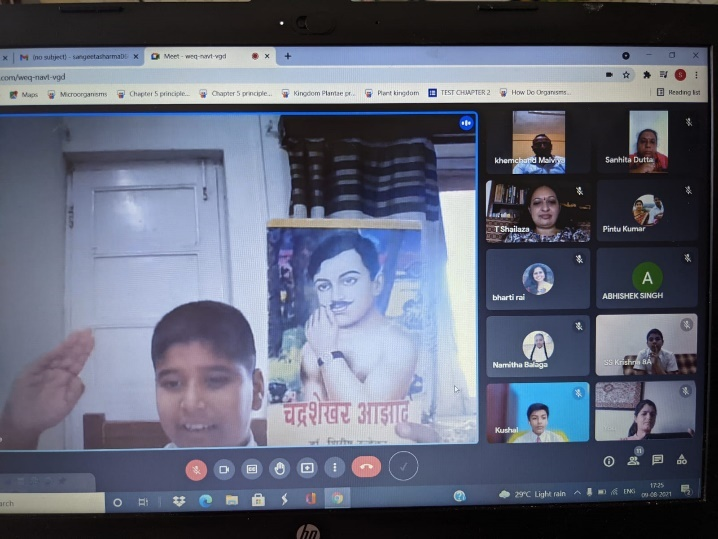 (no subject) - sangeetasharma86
Meet - weq-navt-vgd
.com/weq-navt-vgd
S
Maps
Microorganisms
Chapter 5 principle...
Chapter 5 principle...
Kingdom Plantae pr...
Plant kingdom
TEST CHAPTER 2
How Do Organisms...
Reading list
चंद्रशेखर आझाद
khemchand Malviya
Sanhita Dutta
T Shailaza
Pintu Kumar
bharti rai
A
ABHISHEK SINGH
Namitha Balaga
SS Krishna 8A
Kushal
11
29°C Light rain
ENG
17:25
09-08-2021
hp